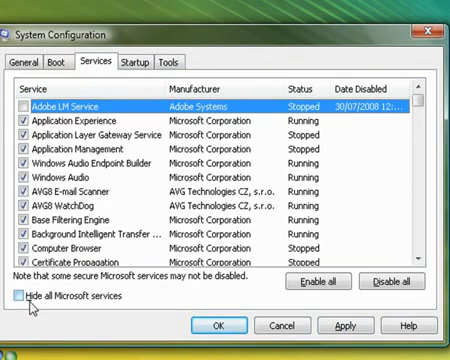 System Configuration
General Boot Services Startup Tools
Service Manufacturer Status Date Disabled
Adobe LM Service Adobe Systems Stopped 30/07/2008 12:...
Application Experience Microsoft Corporation Running
Application Layer Gateway Service Microsoft Corporation Stopped
Application Management Microsoft Corporation Stopped
Windows Audio Endpoint Builder Microsoft Corporation Running
Windows Audio Microsoft Corporation Running
AVG8 E-mail Scanner AVG Technologies CZ, s.r.o. Running
AVG8 WatchDog AVG Technologies CZ, s.r.o. Running
Base Filtering Engine Microsoft Corporation Running
Background Intelligent Transfer ... Microsoft Corporation Running
Computer Browser Microsoft Corporation Stopped
Certificate Propagation Microsoft Corporation Stopped
Note that some secure Microsoft services may not be disabled.
Enable all Disable all
Hide all Microsoft services
OK Cancel Apply Help